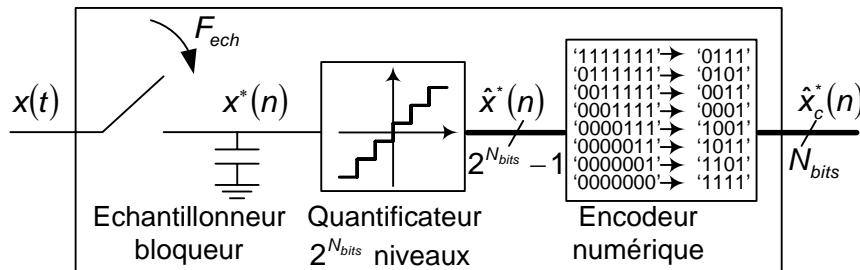 F_ech
x(t)
x*(n)
x̂*(n)
2^{N_bits} − 1
'1111111' → '0111'
'0111111' → '0101'
'0011111' → '0011'
'0001111' → '0001'
'0000111' → '1001'
'0000011' → '1011'
'0000001' → '1101'
'0000000' → '1111'
x̂*_c(n)
N_bits
Echantillonneur
bloqueur
Quantificateur
2^{N_bits} niveaux
Encodeur
numérique